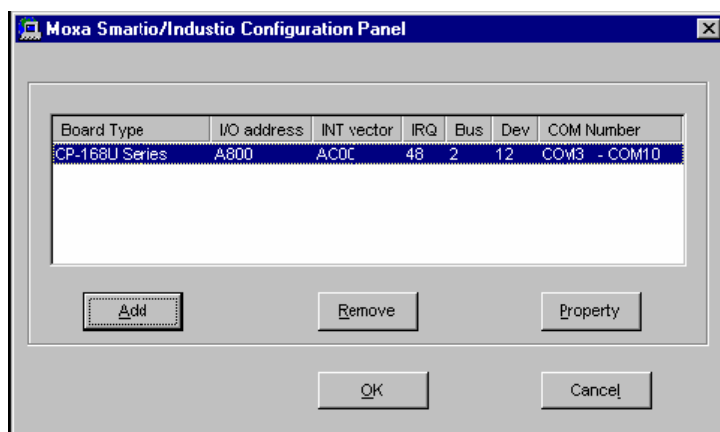 Moxa Smartio/Industio Configuration Panel
Board Type I/O address INT vector IRQ Bus Dev COM Number
CP-168U Series A800 AC00 48 2 12 COM3 - COM10
Add Remove Property
OK Cancel